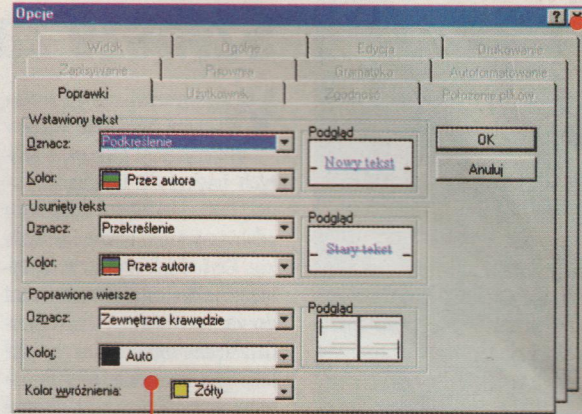 Opcje
Widok Ogólne Edycja Drukowanie
Zapisywanie Pisownia Gramatyka Autoformatowanie
Poprawki Użytkownik Zgodność Położenie plików
Wstawiony tekst
Oznacz: Podkreślenie
Kolor: Przez autora
Podgląd
Nowy tekst
OK
Anuluj
Usunięty tekst
Oznacz: Przekreślenie
Kolor: Przez autora
Podgląd
Stary tekst
Poprawione wiersze
Oznacz: Zewnętrzne krawędzie
Kolor: Auto
Podgląd
Kolor wyróżnienia: Żółty